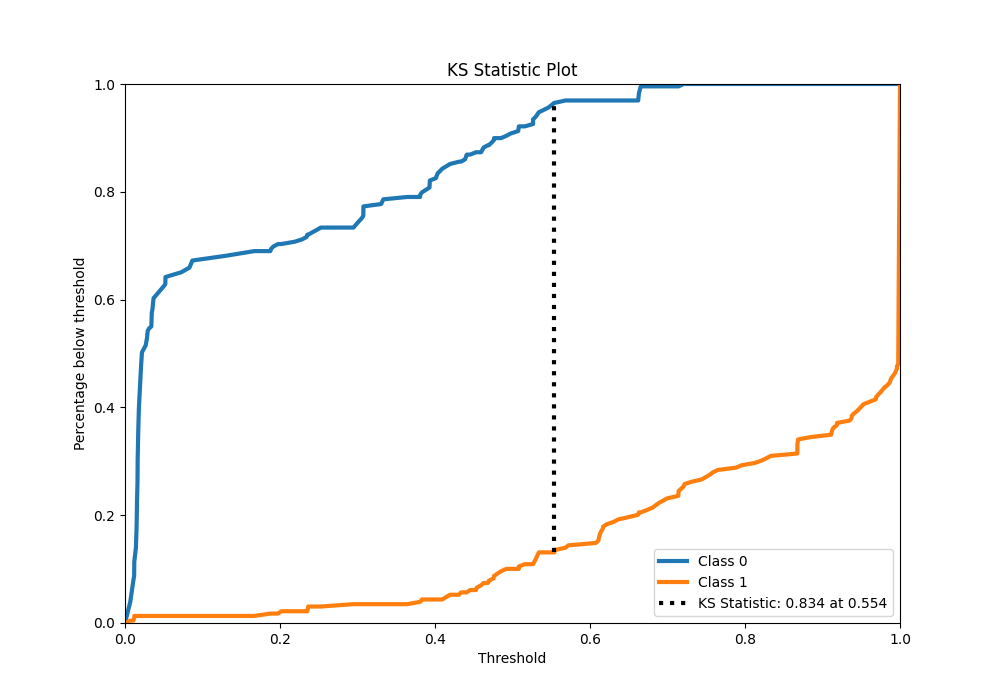 KS Statistic Plot
1.0
0.8
0.6
0.4
0.2
0.0
Percentage below threshold
0.0 0.2 0.4 0.6 0.8 1.0
Threshold
Class 0
Class 1
KS Statistic: 0.834 at 0.554